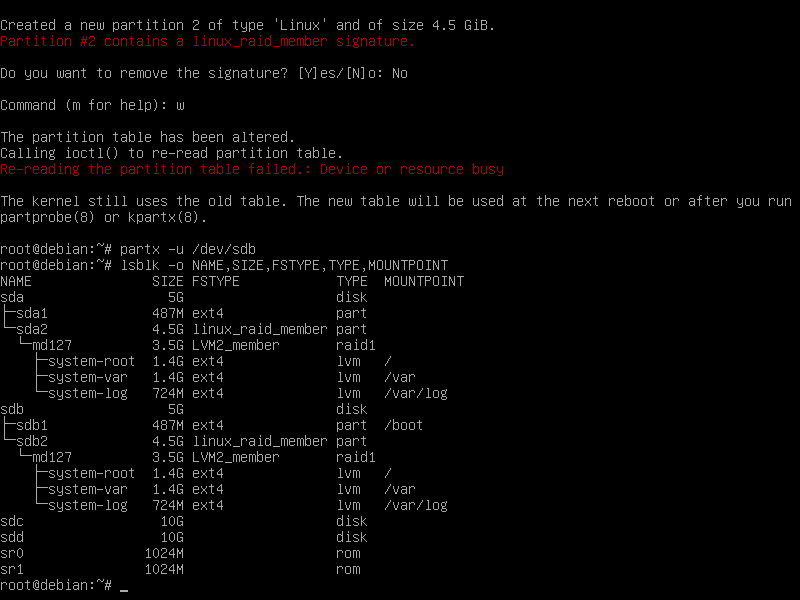 Created a new partition 2 of type 'Linux' and of size 4.5 GiB.
Partition #2 contains a linux_raid_member signature.
Do you want to remove the signature? [Y]es/[N]o: No
Command (m for help): w
The partition table has been altered.
Calling ioctl() to re-read partition table.
Re-reading the partition table failed.: Device or resource busy
The kernel still uses the old table. The new table will be used at the next reboot or after you run
partprobe(8) or kpartx(8).
root@debian:~# partx -u /dev/sdb
root@debian:~# lsblk -o NAME,SIZE,FSTYPE,TYPE,MOUNTPOINT
NAME                SIZE FSTYPE            TYPE  MOUNTPOINT
sda                   5G                   disk
├─sda1              487M ext4              part
└─sda2              4.5G linux_raid_member part
  └─md127           3.5G LVM2_member       raid1
    ├─system-root   1.4G ext4              lvm   /
    ├─system-var    1.4G ext4              lvm   /var
    └─system-log    724M ext4              lvm   /var/log
sdb                   5G                   disk
├─sdb1              487M ext4              part  /boot
└─sdb2              4.5G linux_raid_member part
  └─md127           3.5G LVM2_member       raid1
    ├─system-root   1.4G ext4              lvm   /
    ├─system-var    1.4G ext4              lvm   /var
    └─system-log    724M ext4              lvm   /var/log
sdc                  10G                   disk
sdd                  10G                   disk
sr0                1024M                   rom
sr1                1024M                   rom
root@debian:~# _